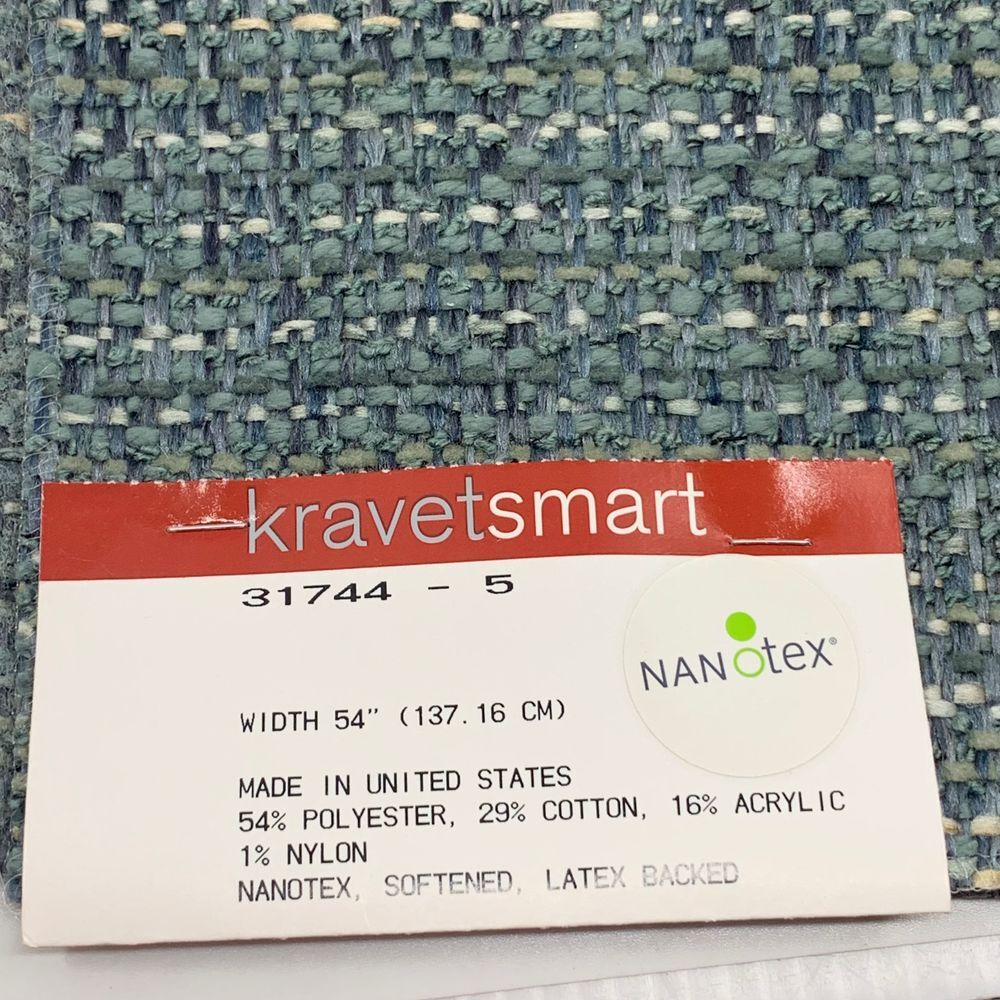 kravetsmart
31744 - 5
NANOtex®
WIDTH 54" (137.16 CM)
MADE IN UNITED STATES
54% POLYESTER, 29% COTTON, 16% ACRYLIC
1% NYLON
NANOTEX, SOFTENED, LATEX BACKED